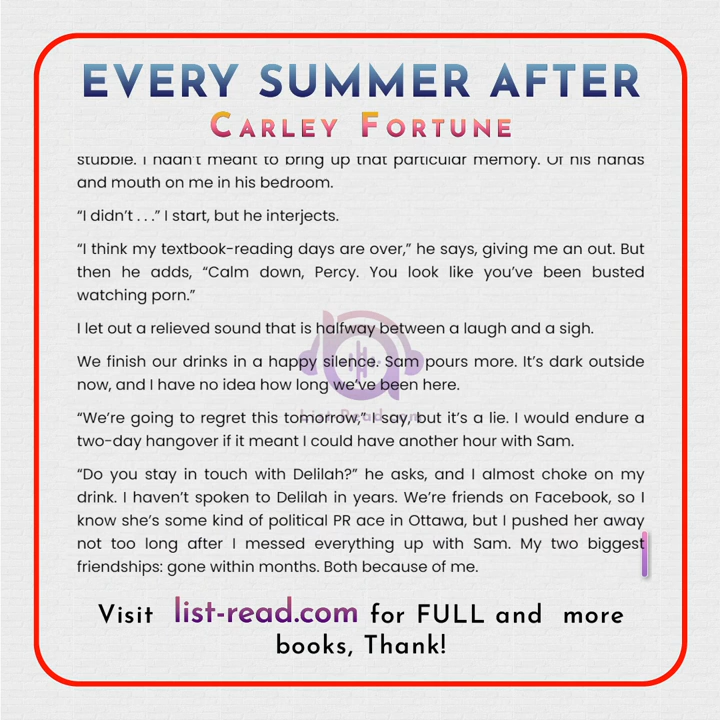 EVERY SUMMER AFTER
CARLEY FORTUNE
stubble. I hadn't meant to bring up that particular memory. Of his hands
and mouth on me in his bedroom.
“I didn’t . . .” I start, but he interjects.
“I think my textbook-reading days are over,” he says, giving me an out. But
then he adds, “Calm down, Percy. You look like you’ve been busted
watching porn.”
I let out a relieved sound that is halfway between a laugh and a sigh.
We finish our drinks in a happy silence. Sam pours more. It’s dark outside
now, and I have no idea how long we’ve been here.
“We’re going to regret this tomorrow,” I say, but it’s a lie. I would endure a
two-day hangover if it meant I could have another hour with Sam.
“Do you stay in touch with Delilah?” he asks, and I almost choke on my
drink. I haven’t spoken to Delilah in years. We’re friends on Facebook, so I
know she’s some kind of political PR ace in Ottawa, but I pushed her away
not too long after I messed everything up with Sam. My two biggest
friendships: gone within months. Both because of me.
List-Read.com
Visit list-read.com for FULL and more
books, Thank!